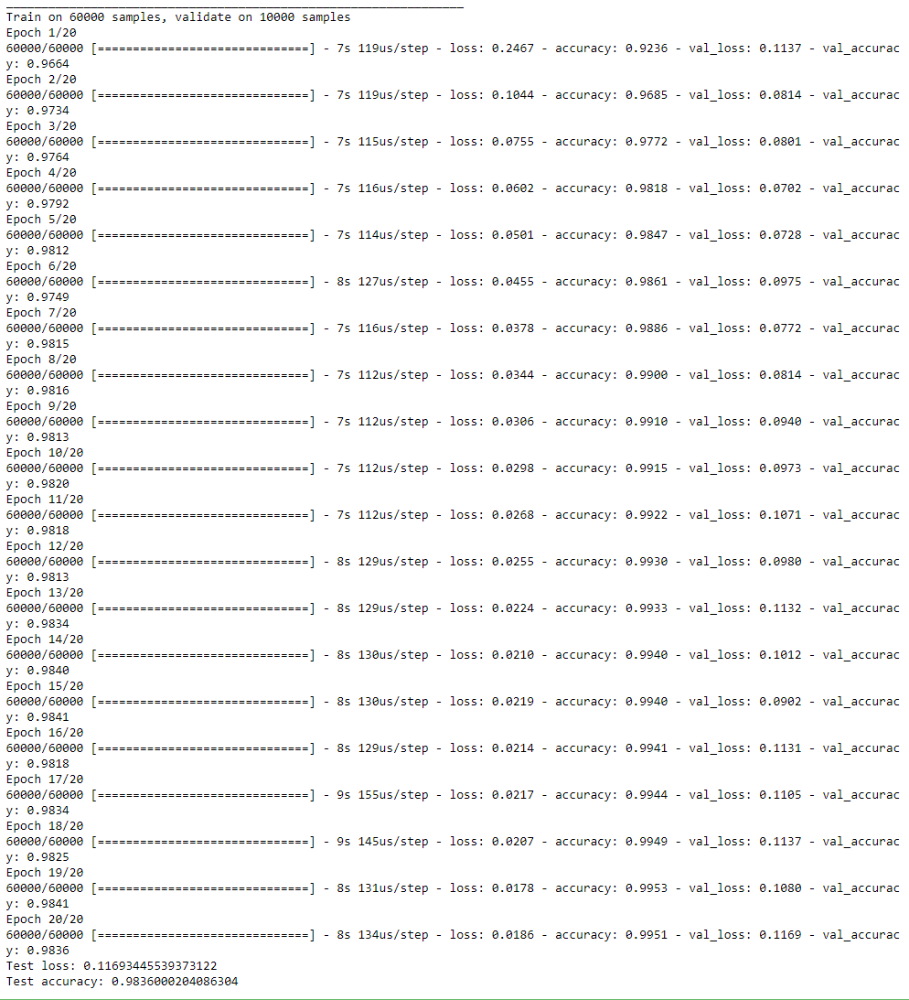 _________________________________________________________________
Train on 60000 samples, validate on 10000 samples
Epoch 1/20
60000/60000 [==============================] - 7s 119us/step - loss: 0.2467 - accuracy: 0.9236 - val_loss: 0.1137 - val_accurac
y: 0.9664
Epoch 2/20
60000/60000 [==============================] - 7s 119us/step - loss: 0.1044 - accuracy: 0.9685 - val_loss: 0.0814 - val_accurac
y: 0.9734
Epoch 3/20
60000/60000 [==============================] - 7s 115us/step - loss: 0.0755 - accuracy: 0.9772 - val_loss: 0.0801 - val_accurac
y: 0.9764
Epoch 4/20
60000/60000 [==============================] - 7s 116us/step - loss: 0.0602 - accuracy: 0.9818 - val_loss: 0.0702 - val_accurac
y: 0.9792
Epoch 5/20
60000/60000 [==============================] - 7s 114us/step - loss: 0.0501 - accuracy: 0.9847 - val_loss: 0.0728 - val_accurac
y: 0.9812
Epoch 6/20
60000/60000 [==============================] - 8s 127us/step - loss: 0.0455 - accuracy: 0.9861 - val_loss: 0.0975 - val_accurac
y: 0.9749
Epoch 7/20
60000/60000 [==============================] - 7s 116us/step - loss: 0.0378 - accuracy: 0.9886 - val_loss: 0.0772 - val_accurac
y: 0.9815
Epoch 8/20
60000/60000 [==============================] - 7s 112us/step - loss: 0.0344 - accuracy: 0.9900 - val_loss: 0.0814 - val_accurac
y: 0.9816
Epoch 9/20
60000/60000 [==============================] - 7s 112us/step - loss: 0.0306 - accuracy: 0.9910 - val_loss: 0.0940 - val_accurac
y: 0.9813
Epoch 10/20
60000/60000 [==============================] - 7s 112us/step - loss: 0.0298 - accuracy: 0.9915 - val_loss: 0.0973 - val_accurac
y: 0.9820
Epoch 11/20
60000/60000 [==============================] - 7s 112us/step - loss: 0.0268 - accuracy: 0.9922 - val_loss: 0.1071 - val_accurac
y: 0.9818
Epoch 12/20
60000/60000 [==============================] - 8s 129us/step - loss: 0.0255 - accuracy: 0.9930 - val_loss: 0.0980 - val_accurac
y: 0.9813
Epoch 13/20
60000/60000 [==============================] - 8s 129us/step - loss: 0.0224 - accuracy: 0.9933 - val_loss: 0.1132 - val_accurac
y: 0.9834
Epoch 14/20
60000/60000 [==============================] - 8s 130us/step - loss: 0.0210 - accuracy: 0.9940 - val_loss: 0.1012 - val_accurac
y: 0.9840
Epoch 15/20
60000/60000 [==============================] - 8s 130us/step - loss: 0.0219 - accuracy: 0.9940 - val_loss: 0.0902 - val_accurac
y: 0.9841
Epoch 16/20
60000/60000 [==============================] - 8s 129us/step - loss: 0.0214 - accuracy: 0.9941 - val_loss: 0.1131 - val_accurac
y: 0.9818
Epoch 17/20
60000/60000 [==============================] - 9s 155us/step - loss: 0.0217 - accuracy: 0.9944 - val_loss: 0.1105 - val_accurac
y: 0.9834
Epoch 18/20
60000/60000 [==============================] - 9s 145us/step - loss: 0.0207 - accuracy: 0.9949 - val_loss: 0.1137 - val_accurac
y: 0.9825
Epoch 19/20
60000/60000 [==============================] - 8s 131us/step - loss: 0.0178 - accuracy: 0.9953 - val_loss: 0.1080 - val_accurac
y: 0.9841
Epoch 20/20
60000/60000 [==============================] - 8s 134us/step - loss: 0.0186 - accuracy: 0.9951 - val_loss: 0.1169 - val_accurac
y: 0.9836
Test loss: 0.11693445539373122
Test accuracy: 0.9836000204086304